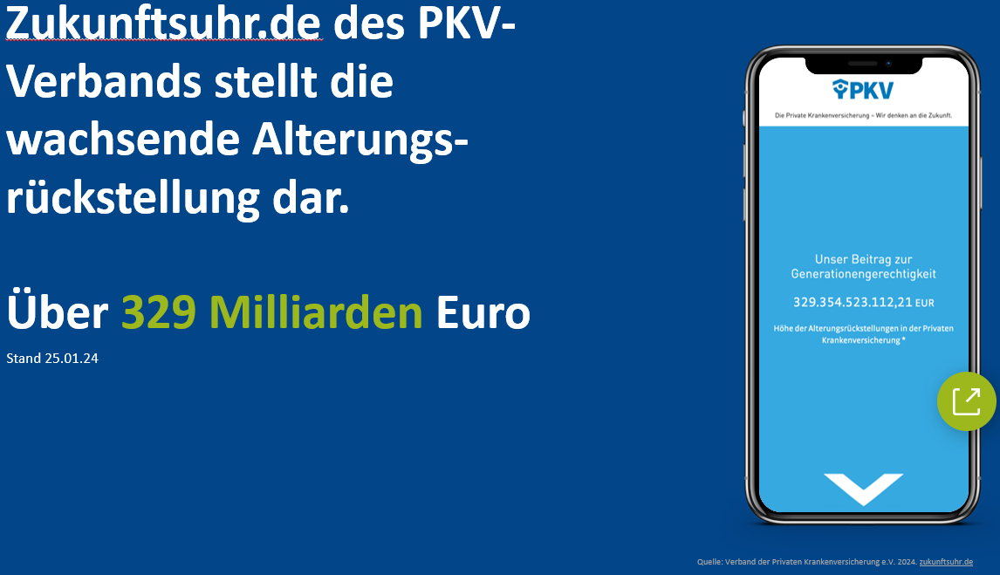 Zukunftsuhr.de des PKV-
Verbands stellt die
wachsende Alterungs-
rückstellung dar.
Über 329 Milliarden Euro
Stand 25.01.24
PKV
Die Private Krankenversicherung – Wir denken an die Zukunft.
Unser Beitrag zur
Generationengerechtigkeit
329.354.523.112,21 EUR
Höhe der Alterungsrückstellungen in der Privaten
Krankenversicherung *
Quelle: Verband der Privaten Krankenversicherung e.V. 2024. zukunftsuhr.de